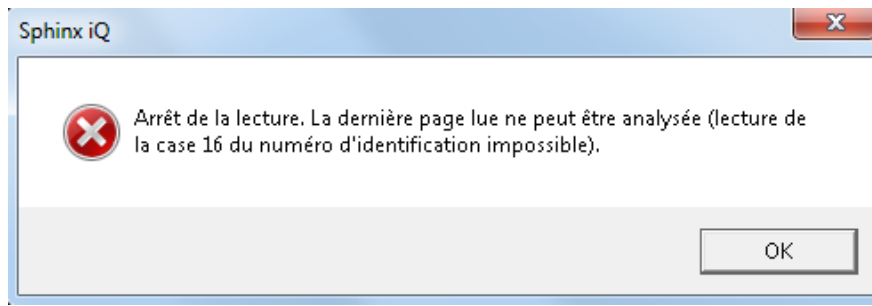 Sphinx iQ
Arrêt de la lecture. La dernière page lue ne peut être analysée (lecture de
la case 16 du numéro d'identification impossible).
OK